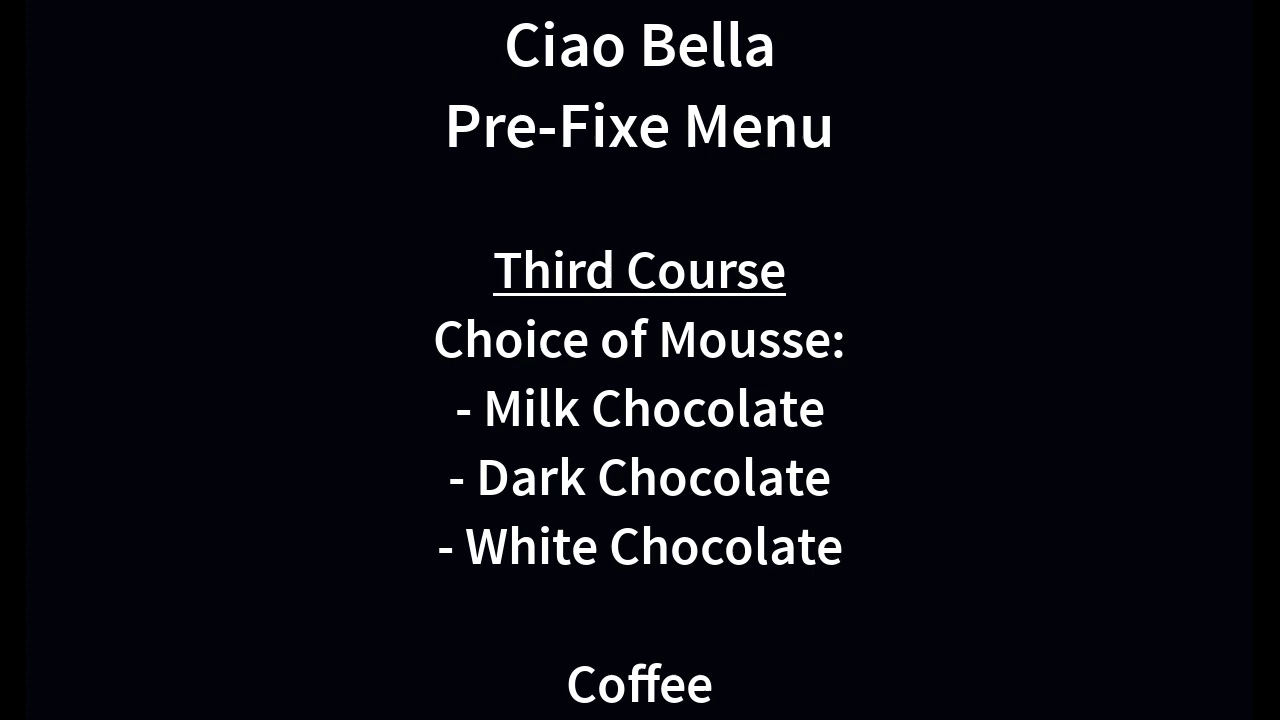 Ciao Bella
Pre-Fixe Menu
Third Course
Choice of Mousse:
- Milk Chocolate
- Dark Chocolate
- White Chocolate
Coffee